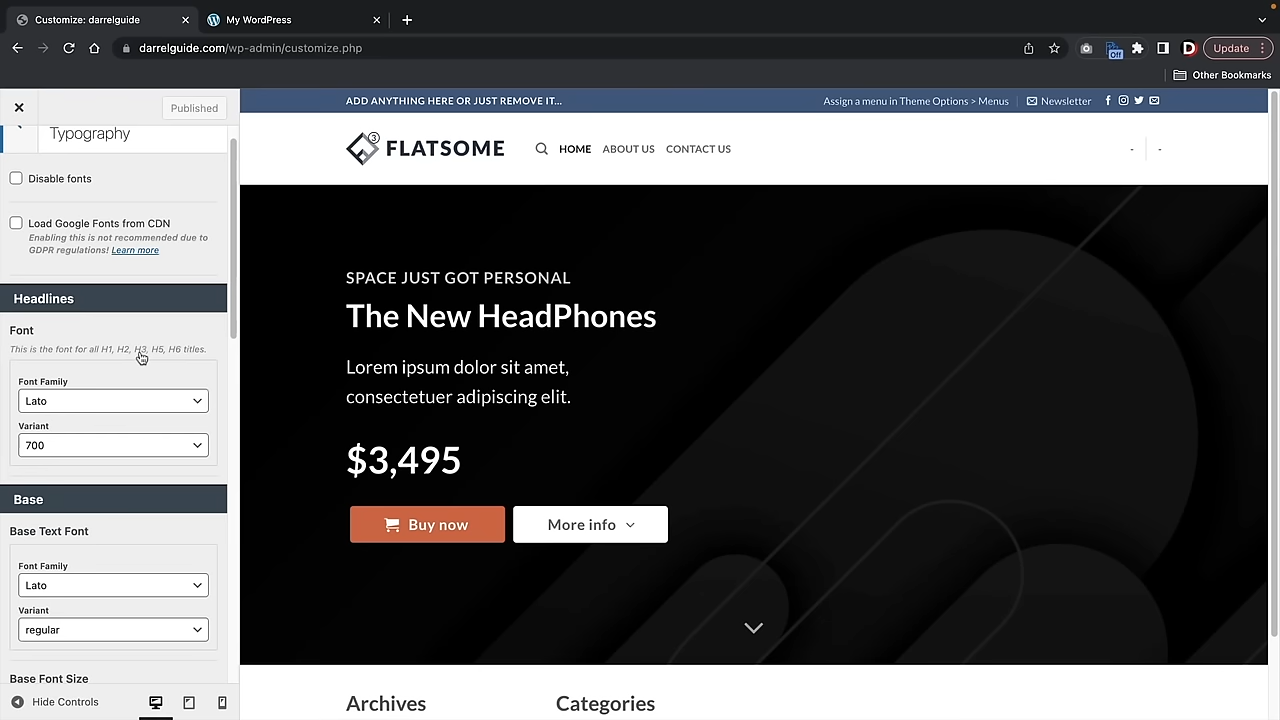 Customize: darrelguide
My WordPress
darrelguide.com/wp-admin/customize.php
Off
D
Update
Other Bookmarks
Published
Typography
Disable fonts
Load Google Fonts from CDN
Enabling this is not recommended due to
GDPR regulations! Learn more
Headlines
Font
This is the font for all H1, H2, H3, H5, H6 titles.
Font Family
Lato
Variant
700
Base
Base Text Font
Font Family
Lato
Variant
regular
Base Font Size
Hide Controls
ADD ANYTHING HERE OR JUST REMOVE IT...
Assign a menu in Theme Options > Menus
Newsletter
3
FLATSOME
HOME
ABOUT US
CONTACT US
-
-
SPACE JUST GOT PERSONAL
The New HeadPhones
Lorem ipsum dolor sit amet,
consectetuer adipiscing elit.
$3,495
Buy now
More info
Archives
Categories